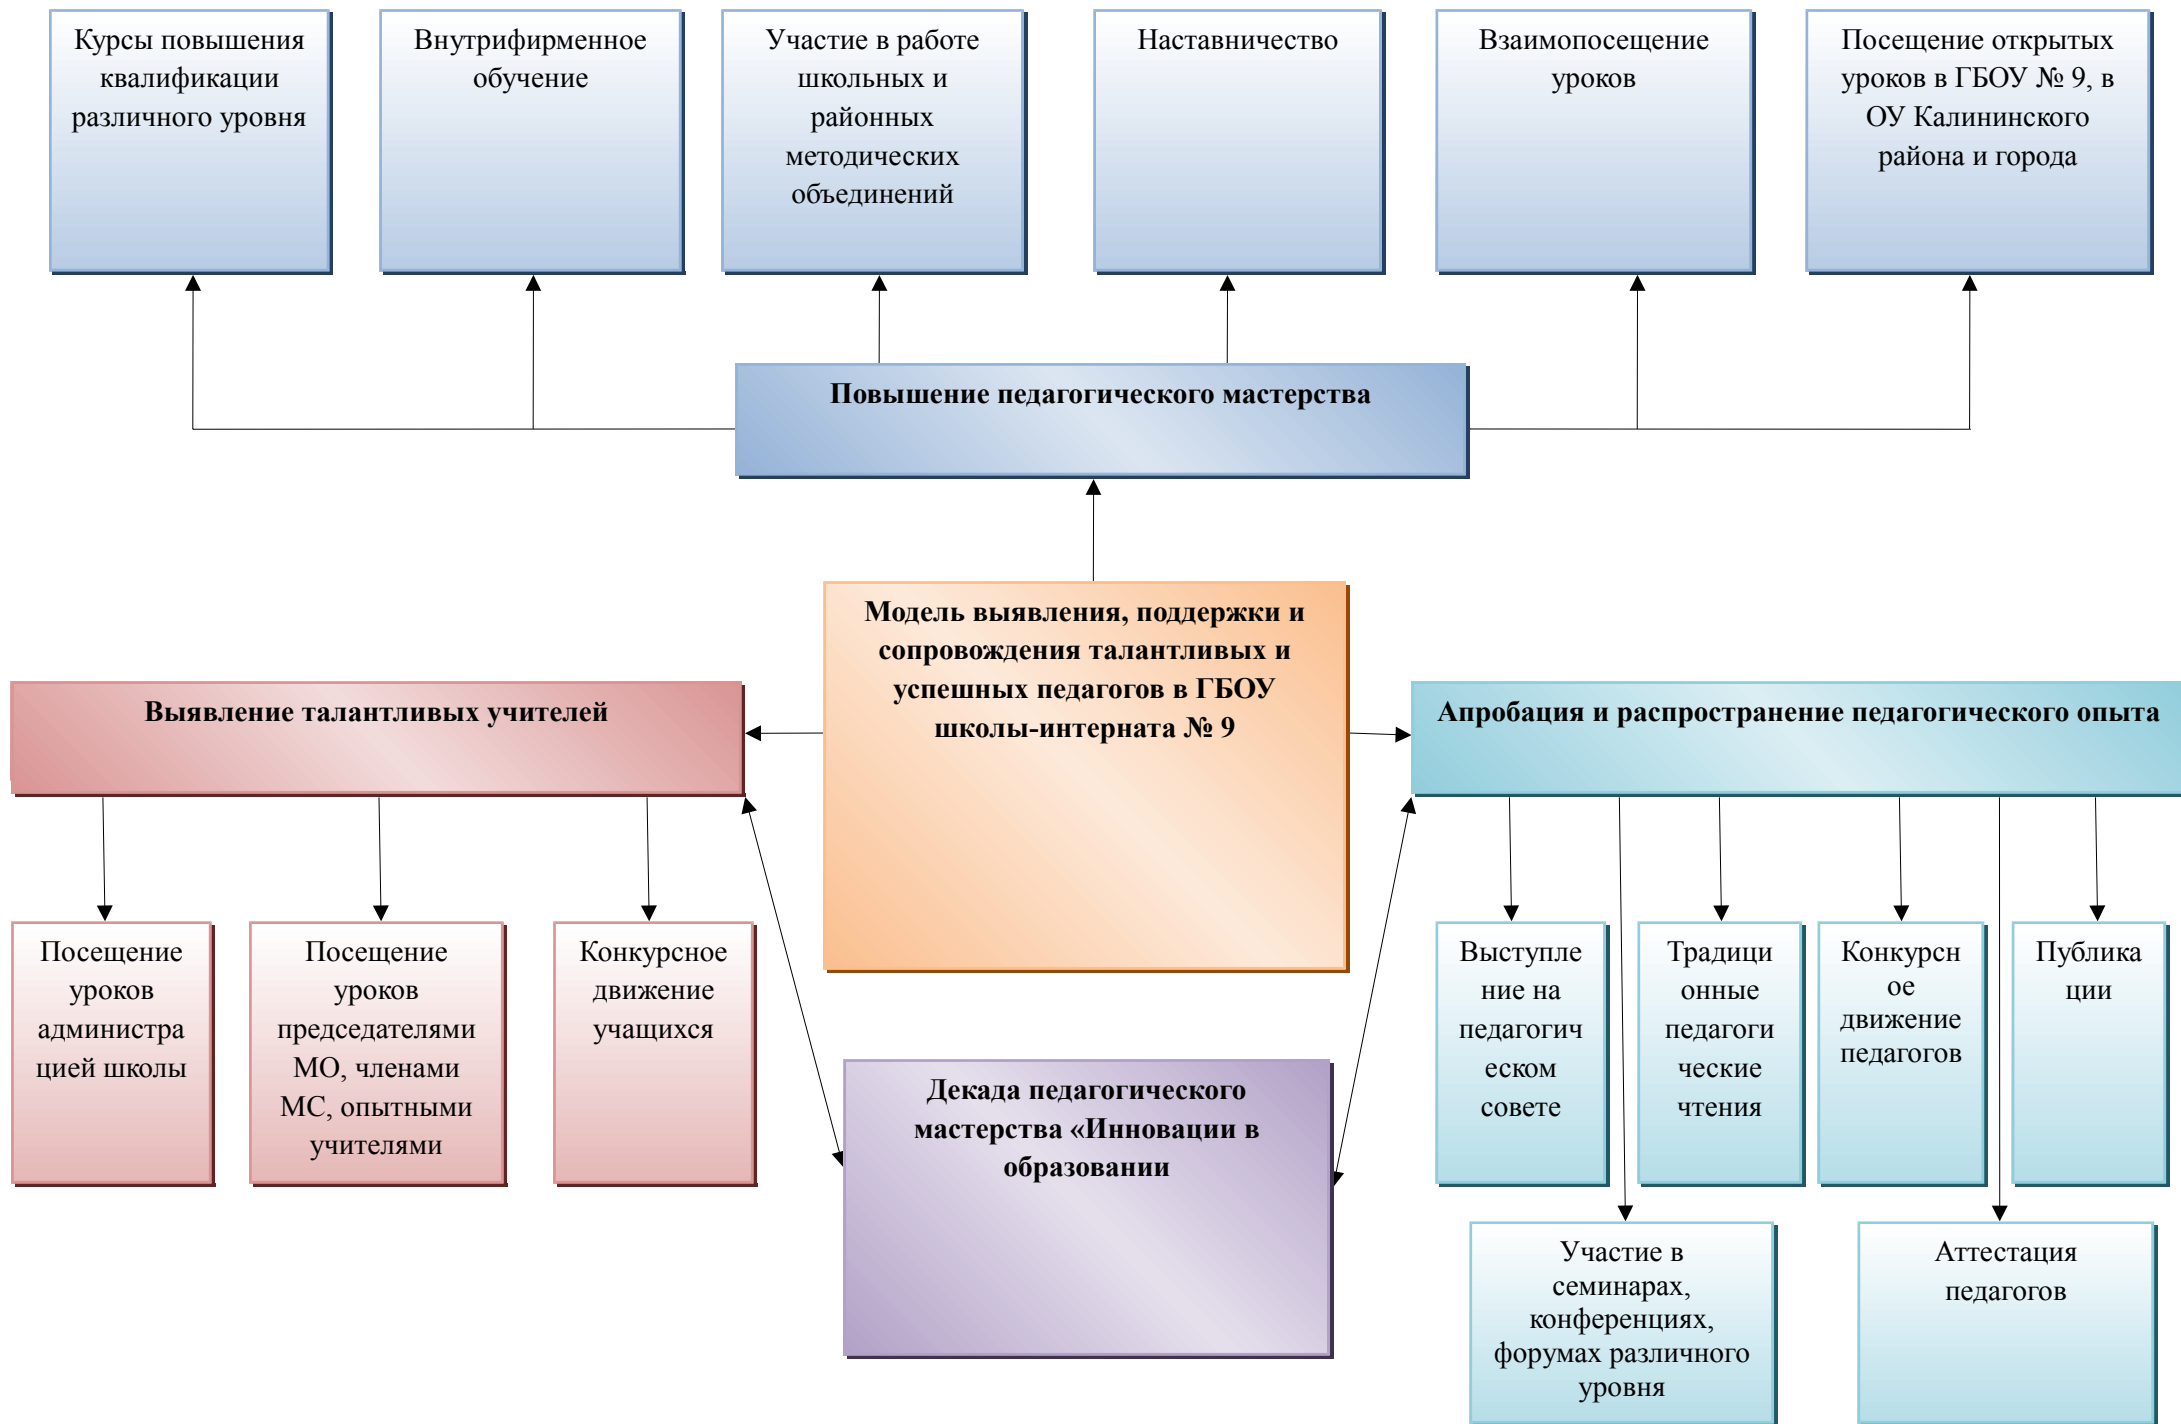 Курсы повышения
квалификации
различного уровня
Внутрифирменное
обучение
Участие в работе
школьных и
районных
методических
объединений
Наставничество
Взаимопосещение
уроков
Посещение открытых
уроков в ГБОУ № 9, в
ОУ Калининского
района и города
Повышение педагогического мастерства
Модель выявления, поддержки и
сопровождения талантливых и
успешных педагогов в ГБОУ
школы-интерната № 9
Выявление талантливых учителей
Апробация и распространение педагогического опыта
Посещение
уроков
администра
цией школы
Посещение
уроков
председателями
МО, членами
МС, опытными
учителями
Конкурсное
движение
учащихся
Декада педагогического
мастерства «Инновации в
образовании
Выступле
ние на
педагогич
еском
совете
Традици
онные
педагоги
ческие
чтения
Конкурсн
ое
движение
педагогов
Публика
ции
Участие в
семинарах,
конференциях,
форумах различного
уровня
Аттестация
педагогов